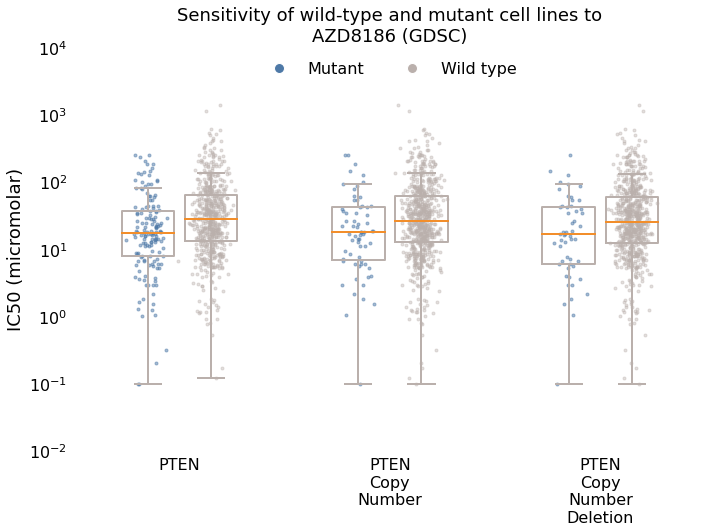 Sensitivity of wild-type and mutant cell lines to
AZD8186 (GDSC)
Mutant
Wild type
IC50 (micromolar)
10⁴
10³
10²
10¹
10⁰
10⁻¹
10⁻²
PTEN
PTEN
Copy
Number
PTEN
Copy
Number
Deletion